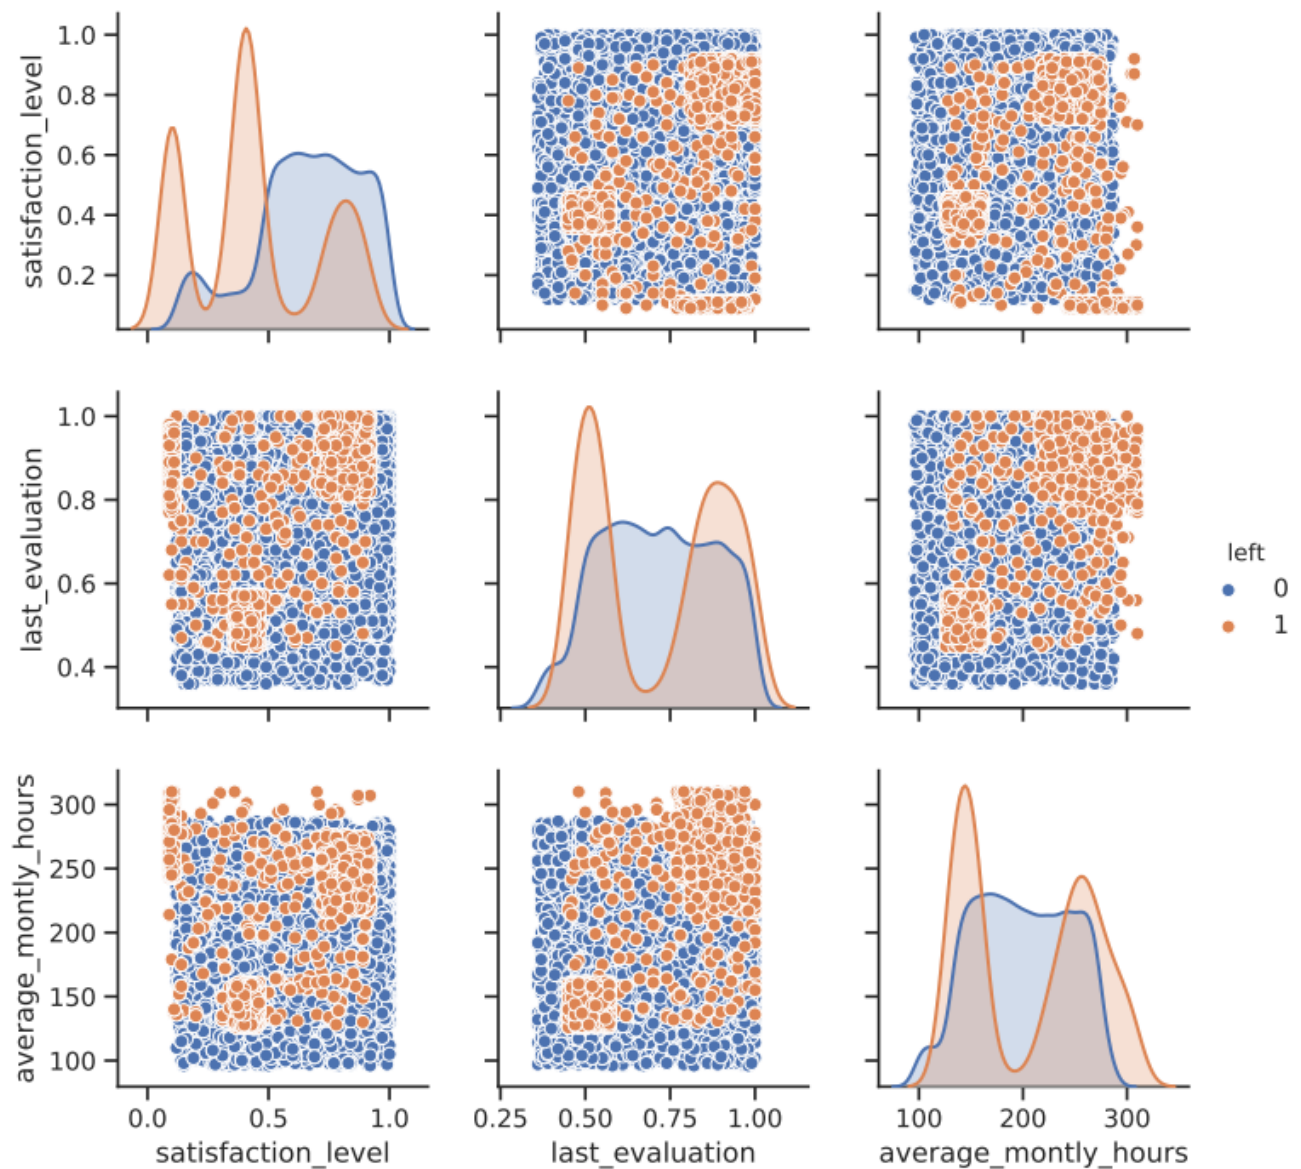 1.0
0.8
0.6
0.4
0.2
satisfaction_level
1.0
0.8
0.6
0.4
last_evaluation
left
0
1
300
250
200
150
100
average_montly_hours
0.0 0.5 1.0
0.25 0.50 0.75 1.00
100 200 300
satisfaction_level
last_evaluation
average_montly_hours